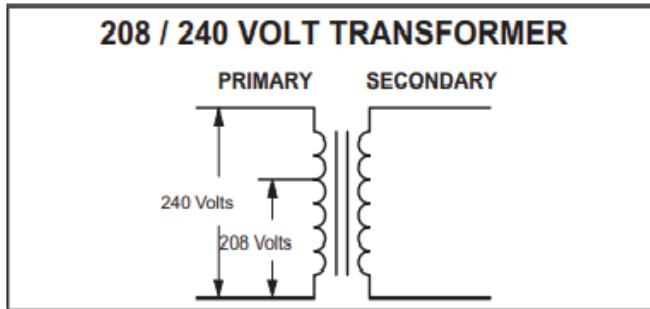 208 / 240 VOLT TRANSFORMER
PRIMARY SECONDARY
240 Volts
208 Volts